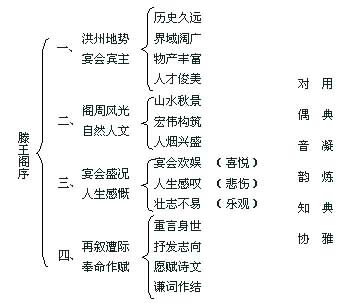 滕王阁序
一、洪州地势
宴会宾主
历史久远
界域阔广
物产丰富
人才俊美
二、阁周风光
自然人文
山水秋景
宏伟构筑
人烟兴盛
三、宴会盛况
人生感慨
宴会欢娱（喜悦）
人生感叹（悲伤）
壮志不易（乐观）
四、再叙遭际
奉命作赋
重言身世
抒发志向
愿赋诗文
谦词作结
对偶音韵知协
用典凝炼典雅